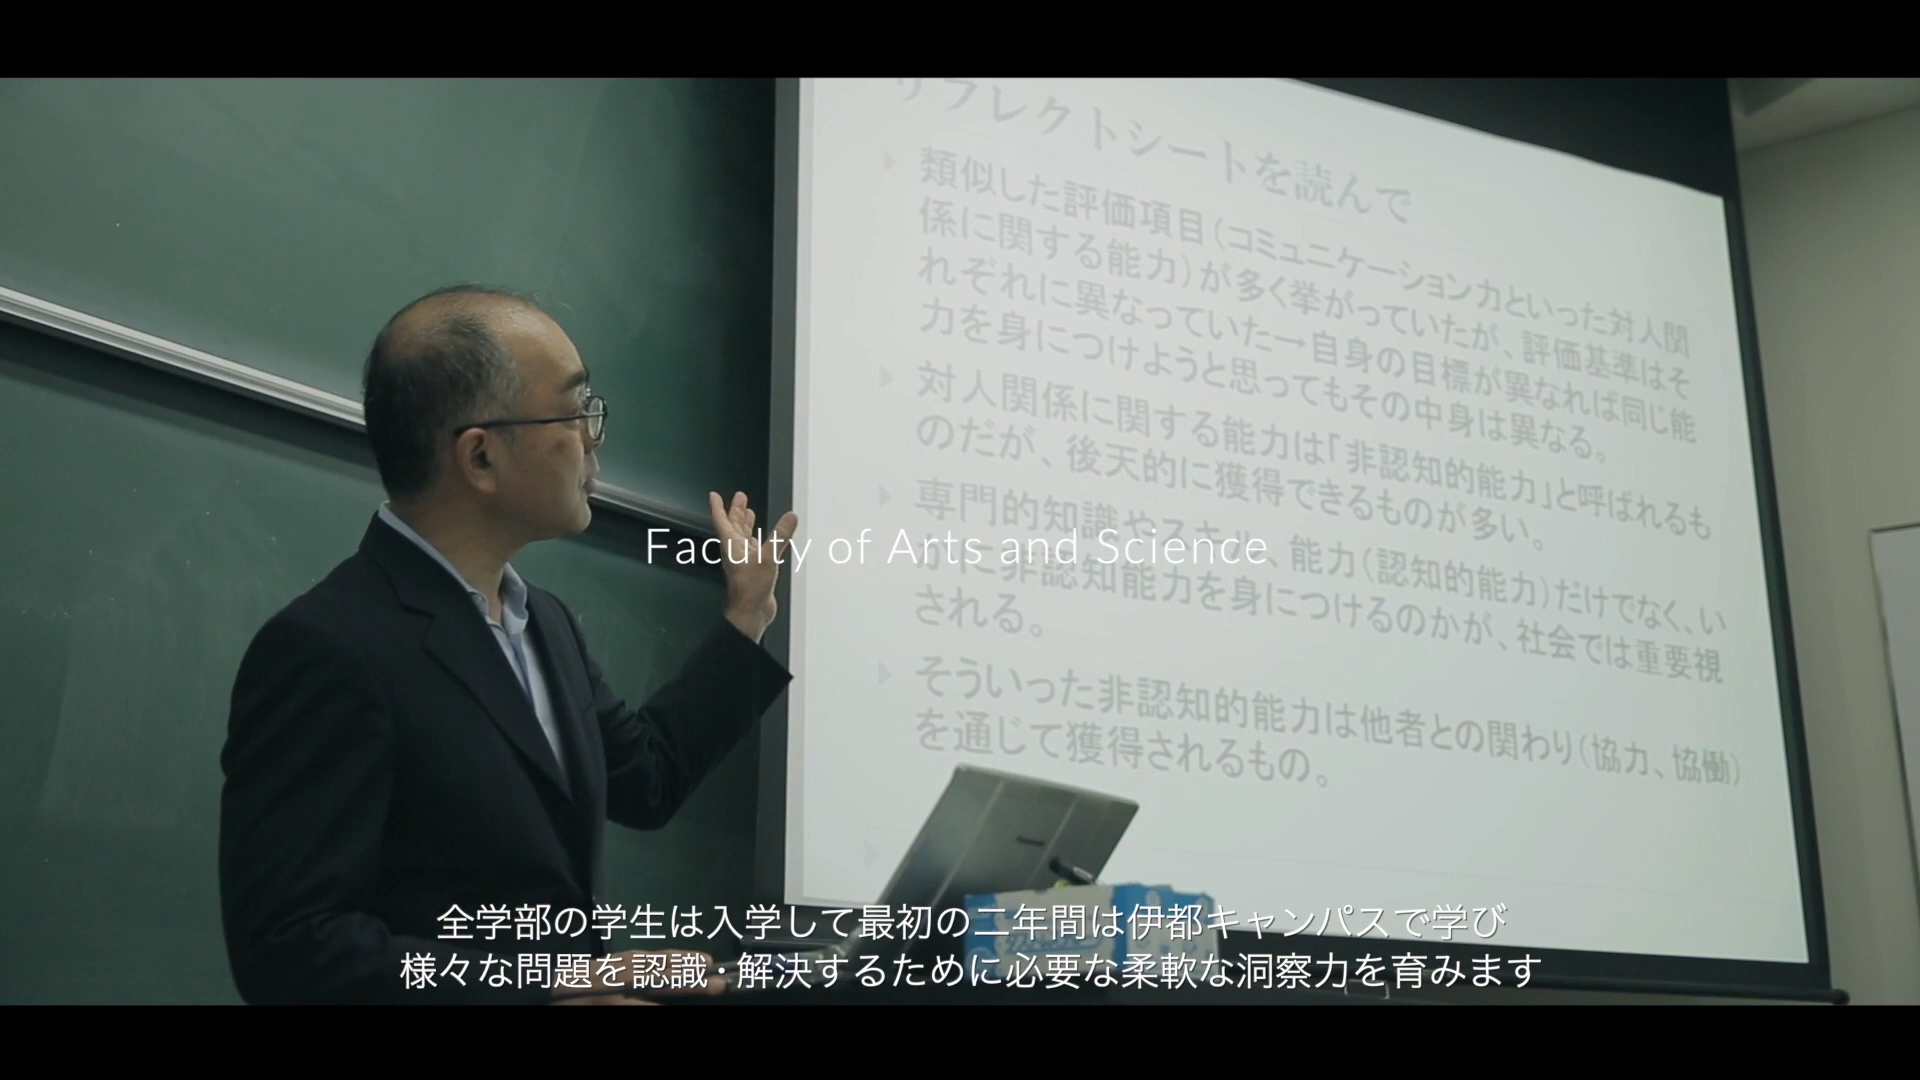 リフレクトシートを読んで
類似した評価項目(コミュニケーション力といった対人関
係に関する能力)が多く挙がっていたが、評価基準はそ
れぞれに異なっていた→自身の目標が異なれば同じ能
力を身につけようと思ってもその中身は異なる。
対人関係に関する能力は「非認知的能力」と呼ばれるも
のだが、後天的に獲得できるものが多い。
専門的知識やスキル、能力(認知的能力)だけでなく、い
かに非認知能力を身につけるのかが、社会では重要視
される。
そういった非認知的能力は他者との関わり(協力、協働)
を通じて獲得されるもの。
Faculty of Arts and Science
全学部の学生は入学して最初の二年間は伊都キャンパスで学び
様々な問題を認識・解決するために必要な柔軟な洞察力を育みます